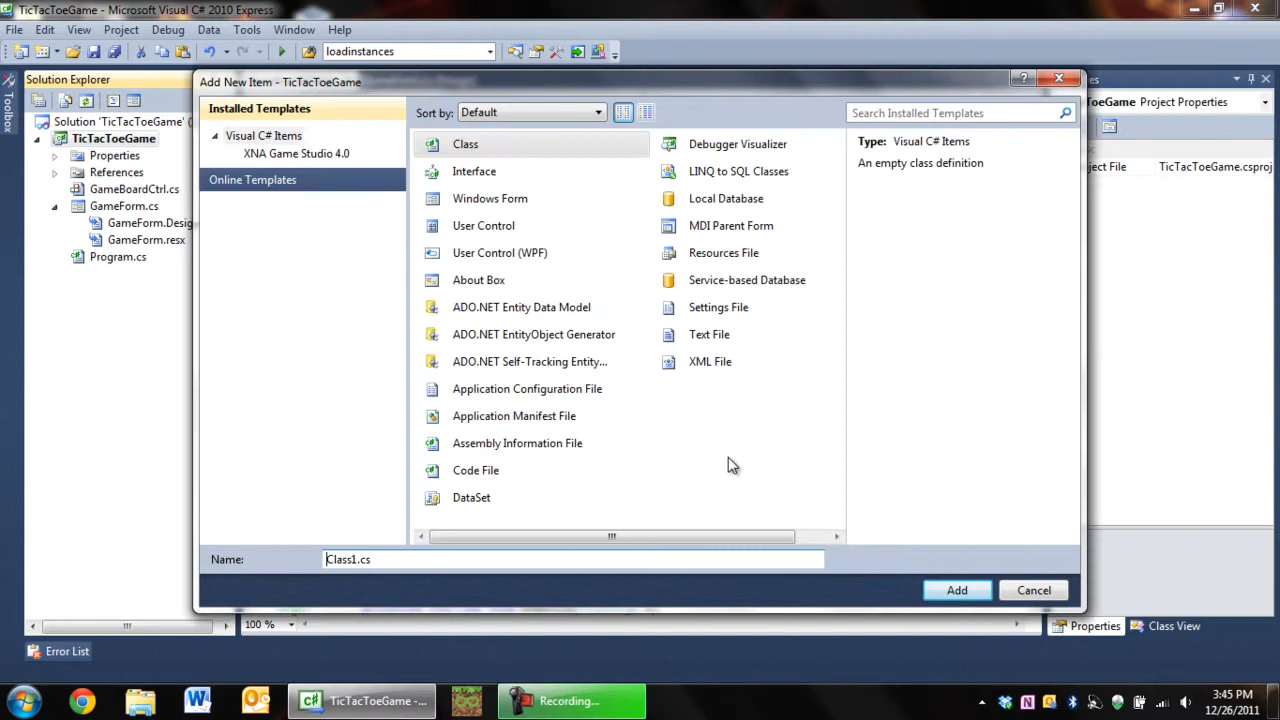 TicTacToeGame - Microsoft Visual C# 2010 Express
File Edit View Project Debug Data Tools Window Help
loadinstances
Solution Explorer
Toolbox
Solution 'TicTacToeGame' (
TicTacToeGame
Properties
References
GameBoardCtrl.cs
GameForm.cs
GameForm.Desig
GameForm.resx
Program.cs
Add New Item - TicTacToeGame
Installed Templates
Visual C# Items
XNA Game Studio 4.0
Online Templates
Sort by: Default
Search Installed Templates
Class
Interface
Windows Form
User Control
User Control (WPF)
About Box
ADO.NET Entity Data Model
ADO.NET EntityObject Generator
ADO.NET Self-Tracking Entity...
Application Configuration File
Application Manifest File
Assembly Information File
Code File
DataSet
Debugger Visualizer
LINQ to SQL Classes
Local Database
MDI Parent Form
Resources File
Service-based Database
Settings File
Text File
XML File
Type: Visual C# Items
An empty class definition
Name: Class1.cs
Add Cancel
es
oeGame Project Properties
ject File TicTacToeGame.csproj
100 %
Properties Class View
Error List
TicTacToeGame -...
Recording...
3:45 PM
12/26/2011